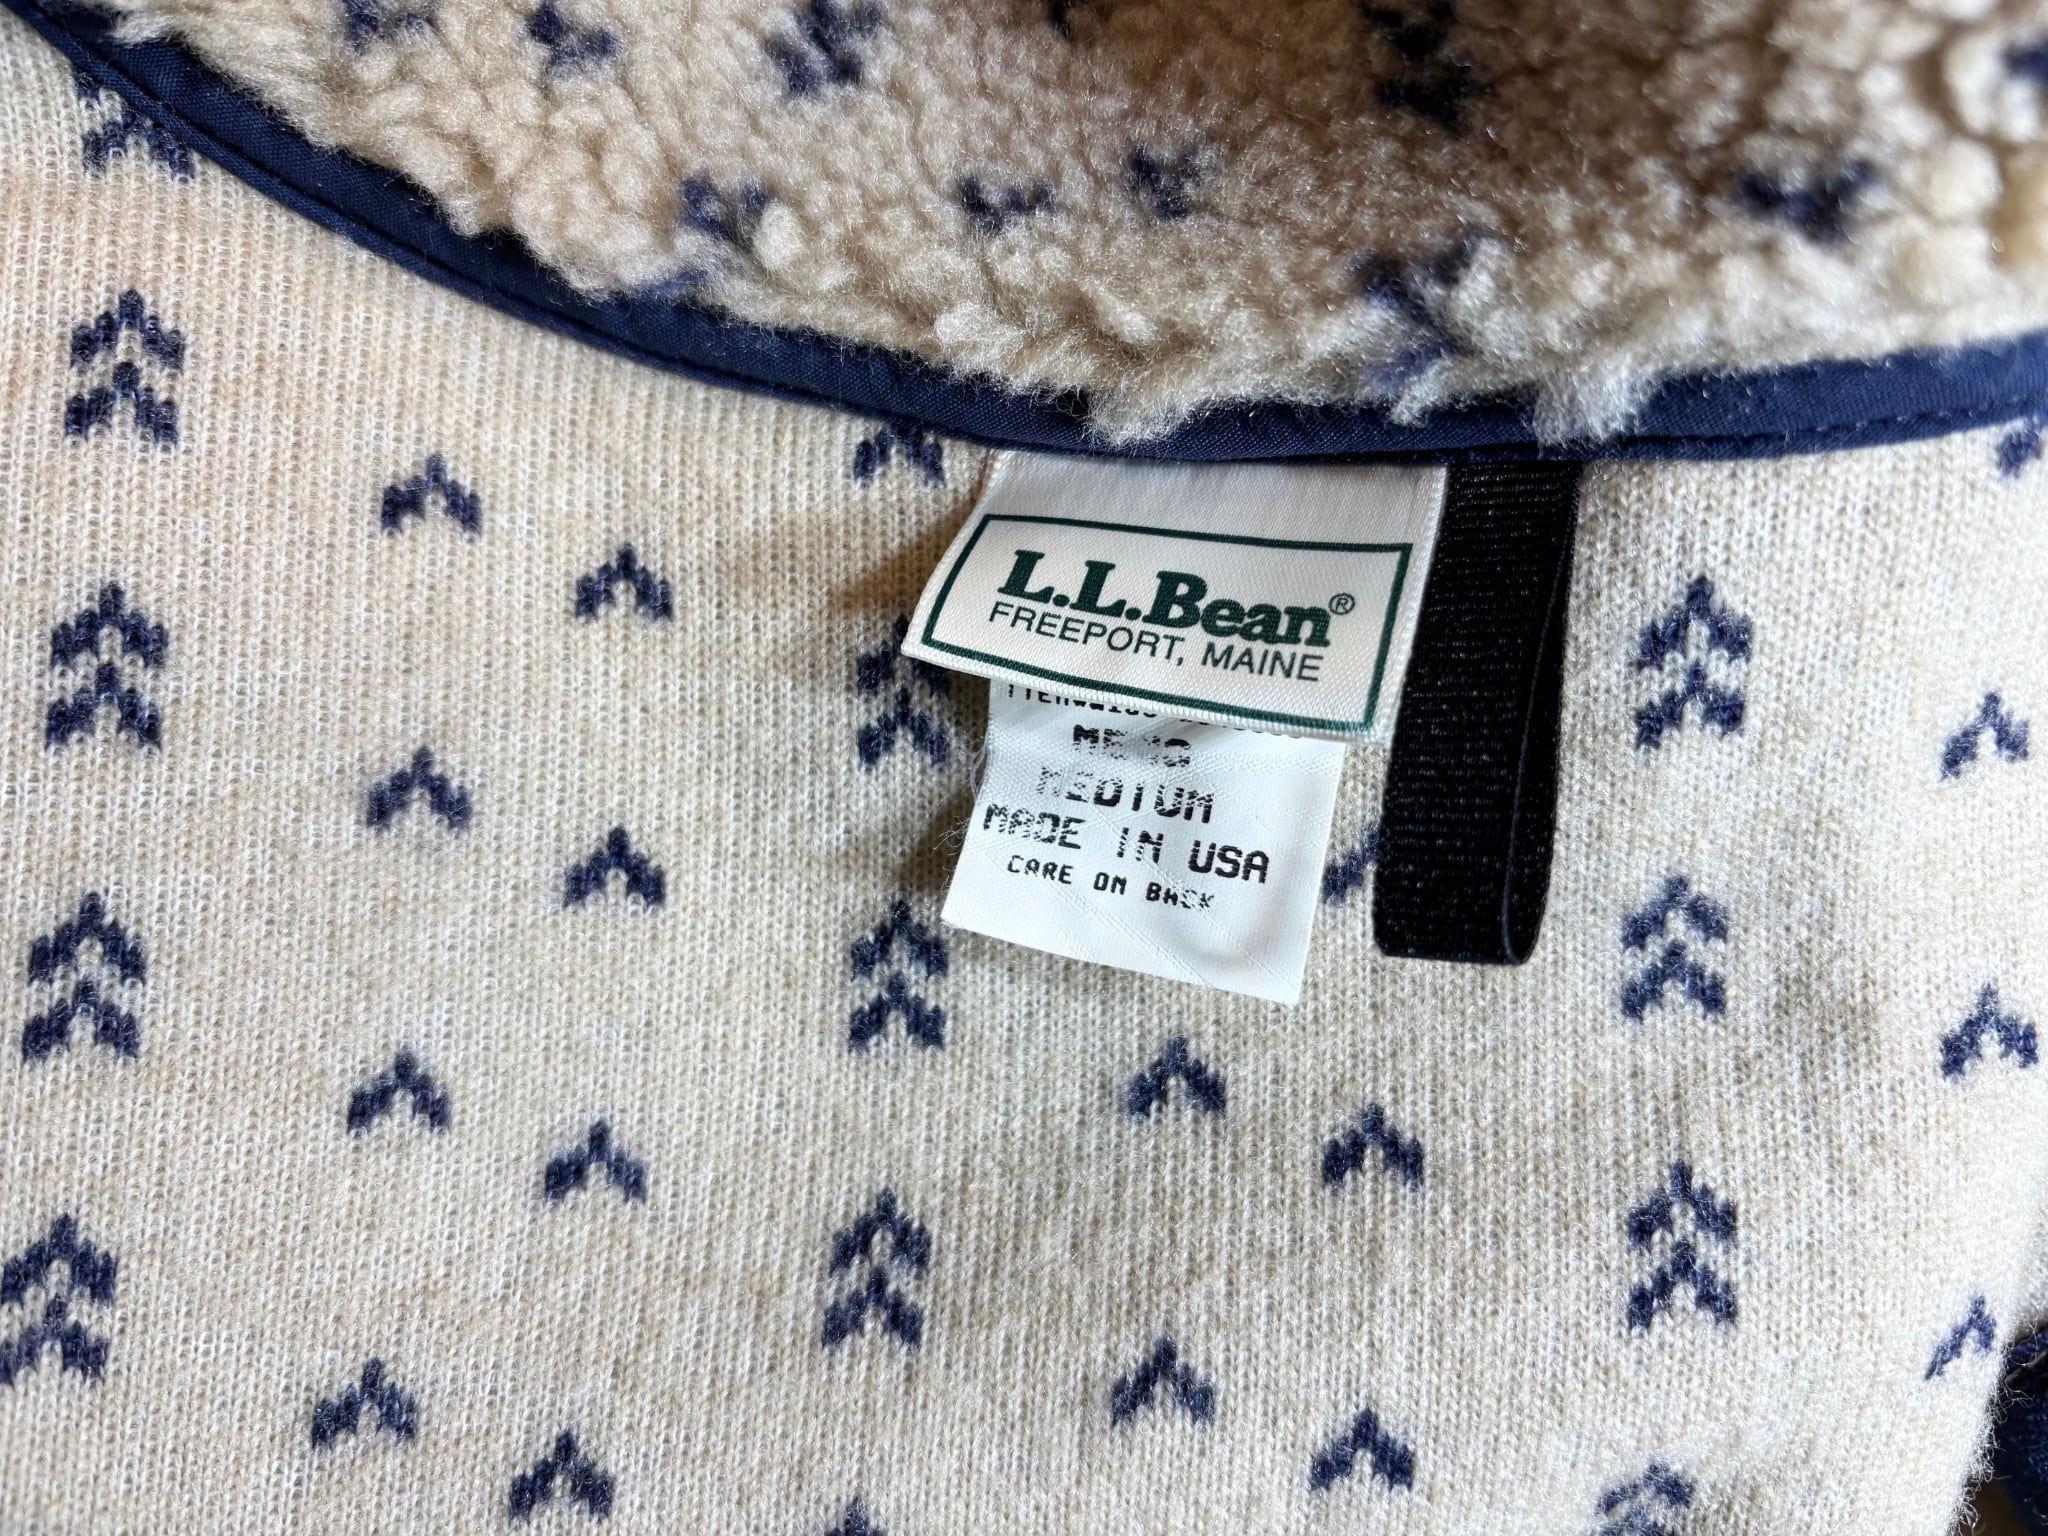 L.L.Bean®
FREEPORT, MAINE
MEDIUM
MADE IN USA
CARE ON BACK